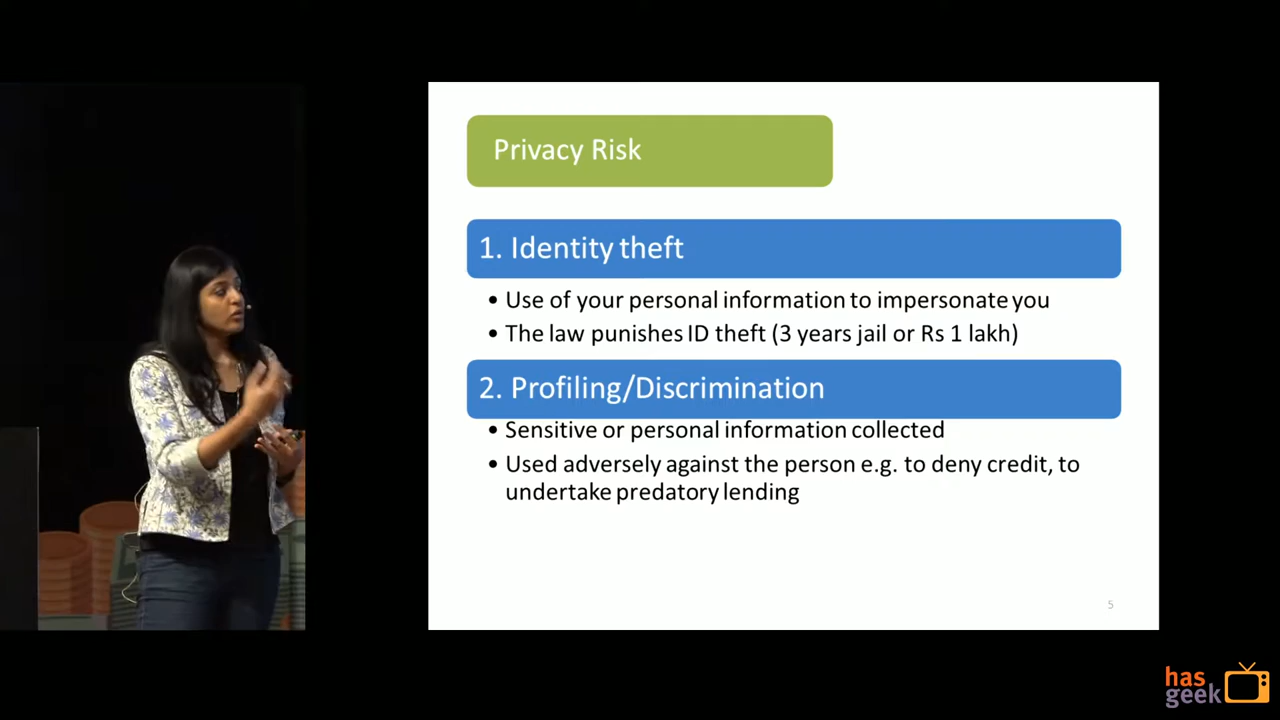 Privacy Risk
1. Identity theft
• Use of your personal information to impersonate you
• The law punishes ID theft (3 years jail or Rs 1 lakh)
2. Profiling/Discrimination
• Sensitive or personal information collected
• Used adversely against the person e.g. to deny credit, to
undertake predatory lending
5
has
geek